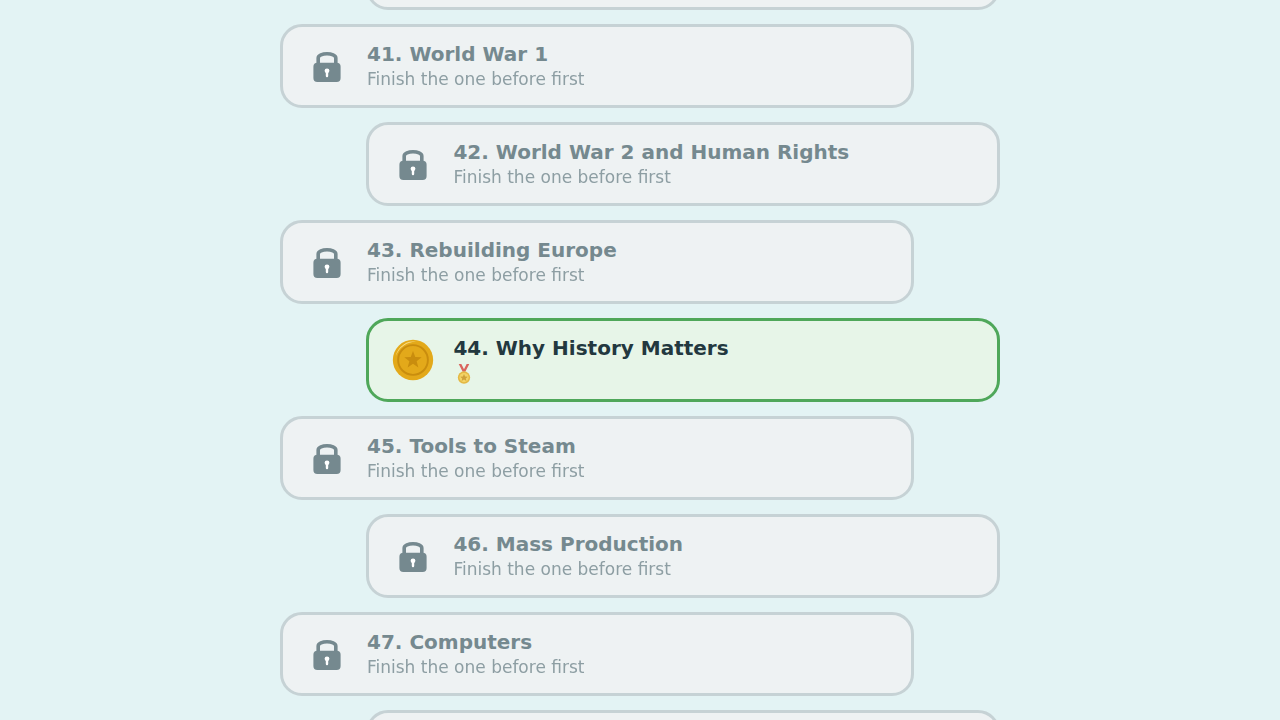 41. World War 1
Finish the one before first
42. World War 2 and Human Rights
Finish the one before first
43. Rebuilding Europe
Finish the one before first
44. Why History Matters
45. Tools to Steam
Finish the one before first
46. Mass Production
Finish the one before first
47. Computers
Finish the one before first